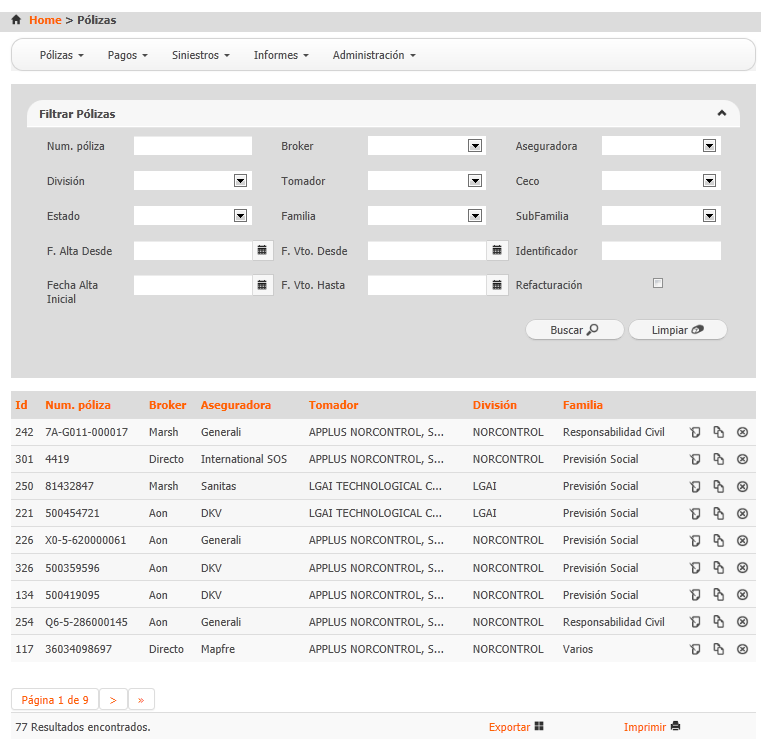 Home > Pólizas
Pólizas Pagos Siniestros Informes Administración
Filtrar Pólizas
Num. póliza Broker Aseguradora
División Tomador Ceco
Estado Familia SubFamilia
F. Alta Desde F. Vto. Desde Identificador
Fecha Alta Inicial F. Vto. Hasta Refacturación
Buscar Limpiar
Id Num. póliza Broker Aseguradora Tomador División Familia
242 7A-G011-000017 Marsh Generali APPLUS NORCONTROL, S... NORCONTROL Responsabilidad Civil
301 4419 Directo International SOS APPLUS NORCONTROL, S... NORCONTROL Previsión Social
250 81432847 Marsh Sanitas LGAI TECHNOLOGICAL C... LGAI Previsión Social
221 500454721 Aon DKV LGAI TECHNOLOGICAL C... LGAI Previsión Social
226 X0-5-620000061 Aon Generali APPLUS NORCONTROL, S... NORCONTROL Previsión Social
326 500359596 Aon DKV APPLUS NORCONTROL, S... NORCONTROL Previsión Social
134 500419095 Aon DKV APPLUS NORCONTROL, S... NORCONTROL Previsión Social
254 Q6-5-286000145 Aon Generali APPLUS NORCONTROL, S... NORCONTROL Responsabilidad Civil
117 36034098697 Directo Mapfre APPLUS NORCONTROL, S... NORCONTROL Varios
Página 1 de 9 > »
77 Resultados encontrados. Exportar Imprimir